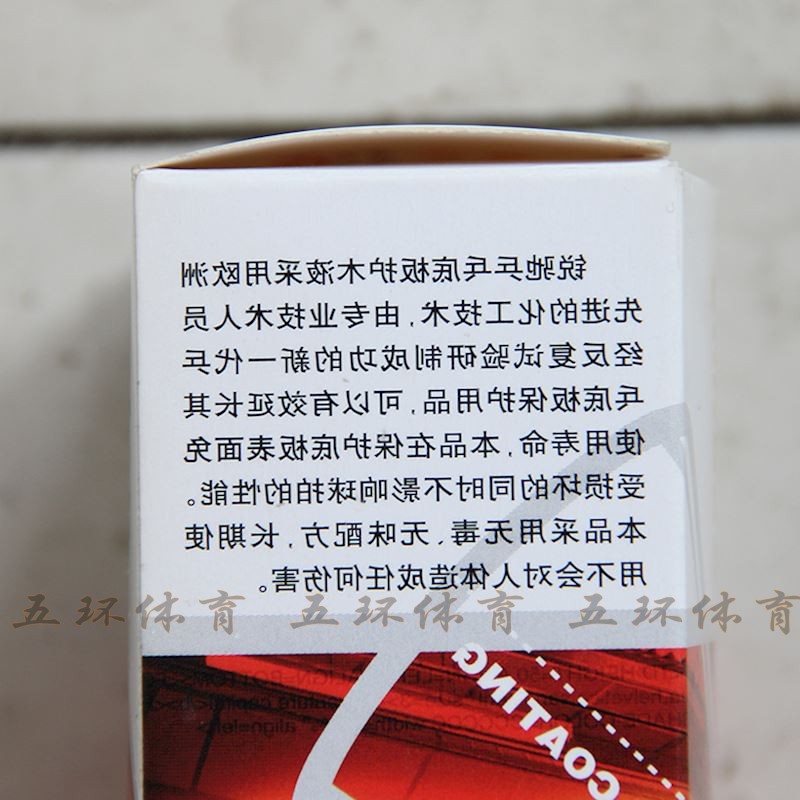 锐驰乒乓底板护木液采用欧洲
先进的化工技术,由专业技术人员
经反复试验研制成功的新一代乒
乓底板保护用品,可以有效延长其
使用寿命,本品在保护底板表面免
受损坏的同时不影响球拍的性能。
本品采用无毒、无味配方,长期使
用不会对人体造成任何伤害。
五环体育 五环体育 五环体育
COATING